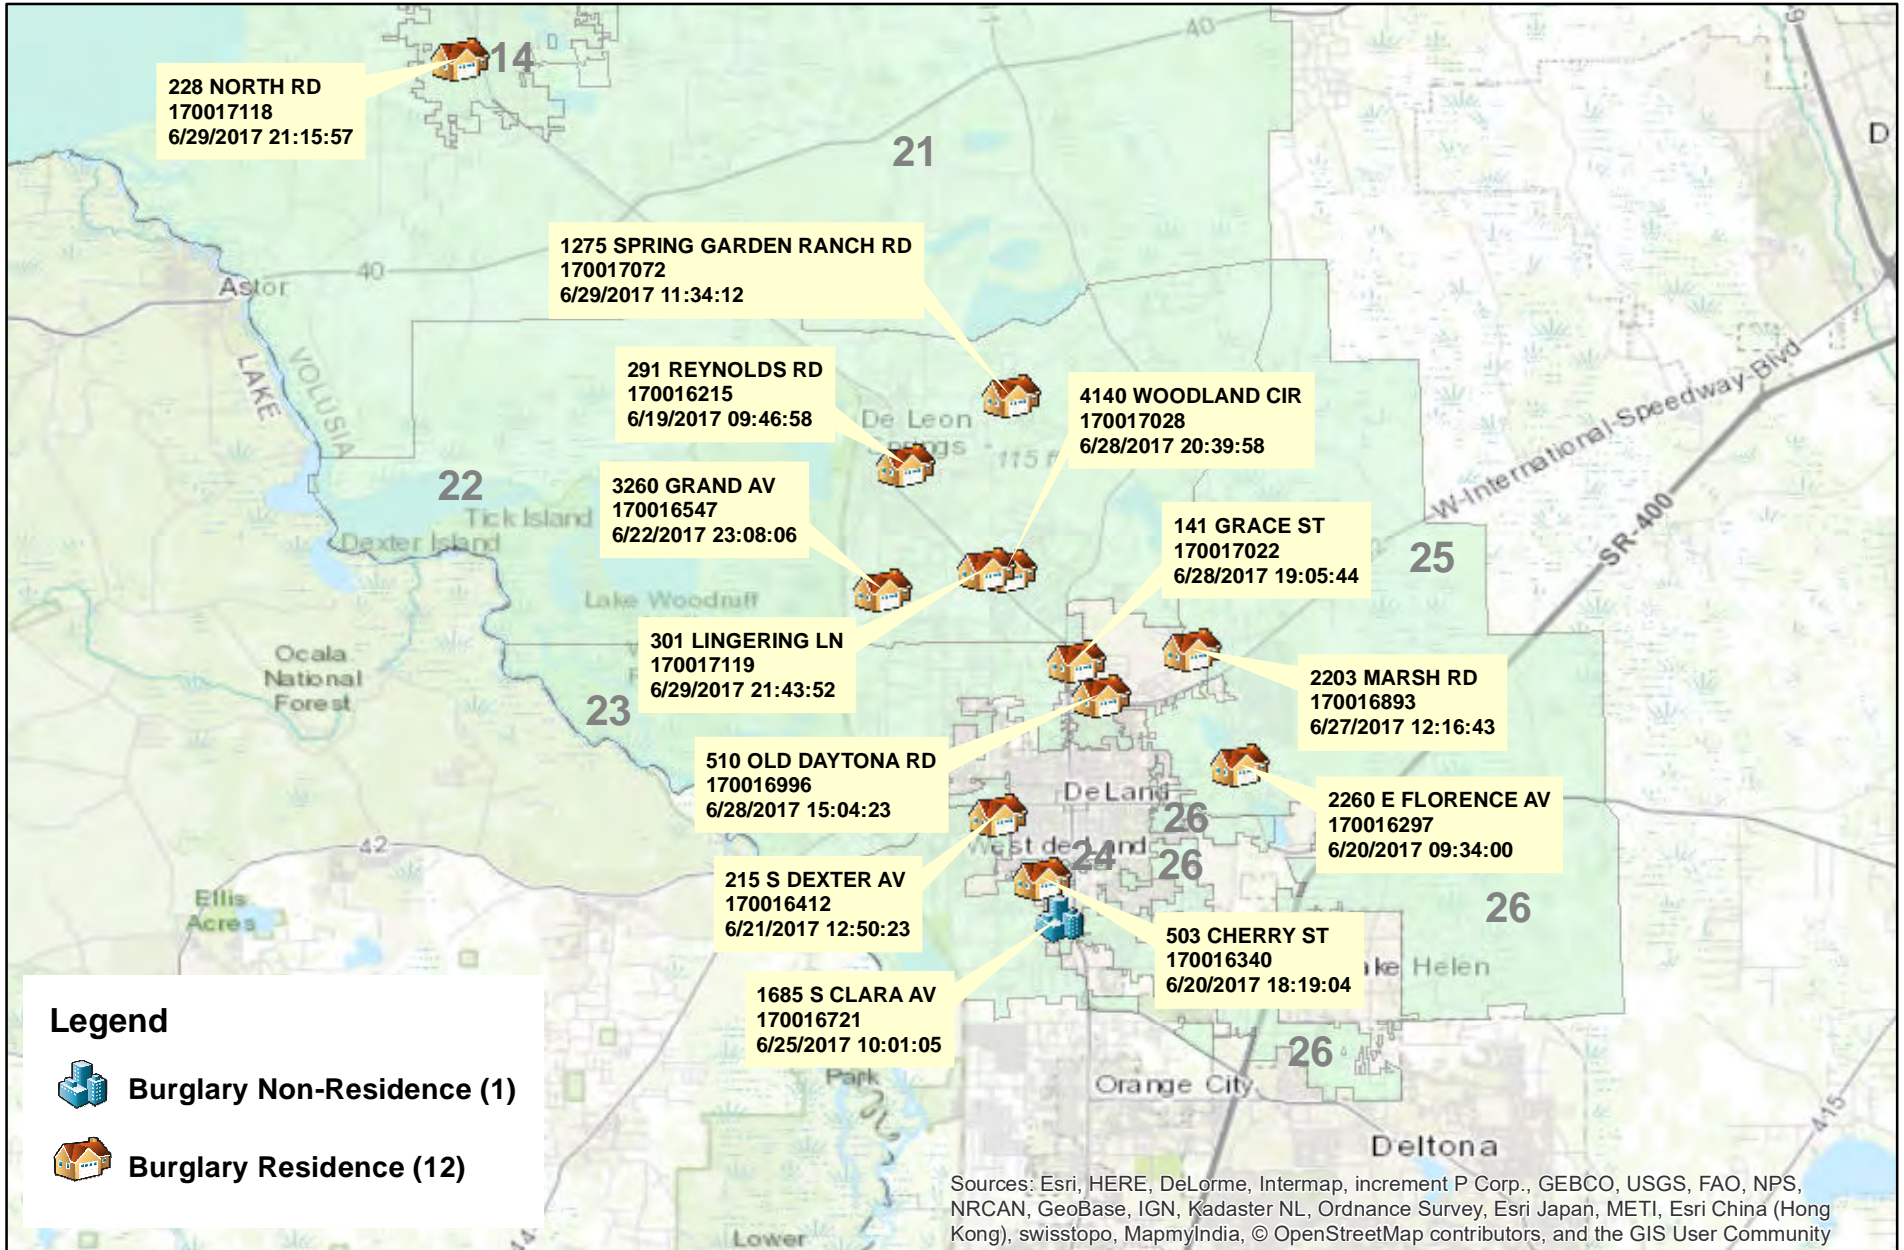 40
14
228 NORTH RD
170017118
6/29/2017 21:15:57
D
21
1275 SPRING GARDEN RANCH RD
170017072
6/29/2017 11:34:12
40
Astor
LAKE
VOLUSIA
W-International-Speedway-Blvd
291 REYNOLDS RD
170016215
6/19/2017 09:46:58
4140 WOODLAND CIR
170017028
6/28/2017 20:39:58
De Leon
115 f
22
Tick Island
Dexter Island
3260 GRAND AV
170016547
6/22/2017 23:08:06
141 GRACE ST
170017022
6/28/2017 19:05:44
SR-400
25
Lake Woodruff
301 LINGERING LN
170017119
6/29/2017 21:43:52
Ocala
National
Forest
23
2203 MARSH RD
170016893
6/27/2017 12:16:43
510 OLD DAYTONA RD
170016996
6/28/2017 15:04:23
DeLand
26
2260 E FLORENCE AV
170016297
6/20/2017 09:34:00
42
West deLand
24
26
215 S DEXTER AV
170016412
6/21/2017 12:50:23
Ellis
Acres
26
503 CHERRY ST
170016340
6/20/2017 18:19:04
ake Helen
1685 S CLARA AV
170016721
6/25/2017 10:01:05
26
Park
Orange City
415
Deltona
Lower
44
Legend
Burglary Non-Residence (1)
Burglary Residence (12)
Sources: Esri, HERE, DeLorme, Intermap, increment P Corp., GEBCO, USGS, FAO, NPS,
NRCAN, GeoBase, IGN, Kadaster NL, Ordnance Survey, Esri Japan, METI, Esri China (Hong
Kong), swisstopo, MapmyIndia, © OpenStreetMap contributors, and the GIS User Community